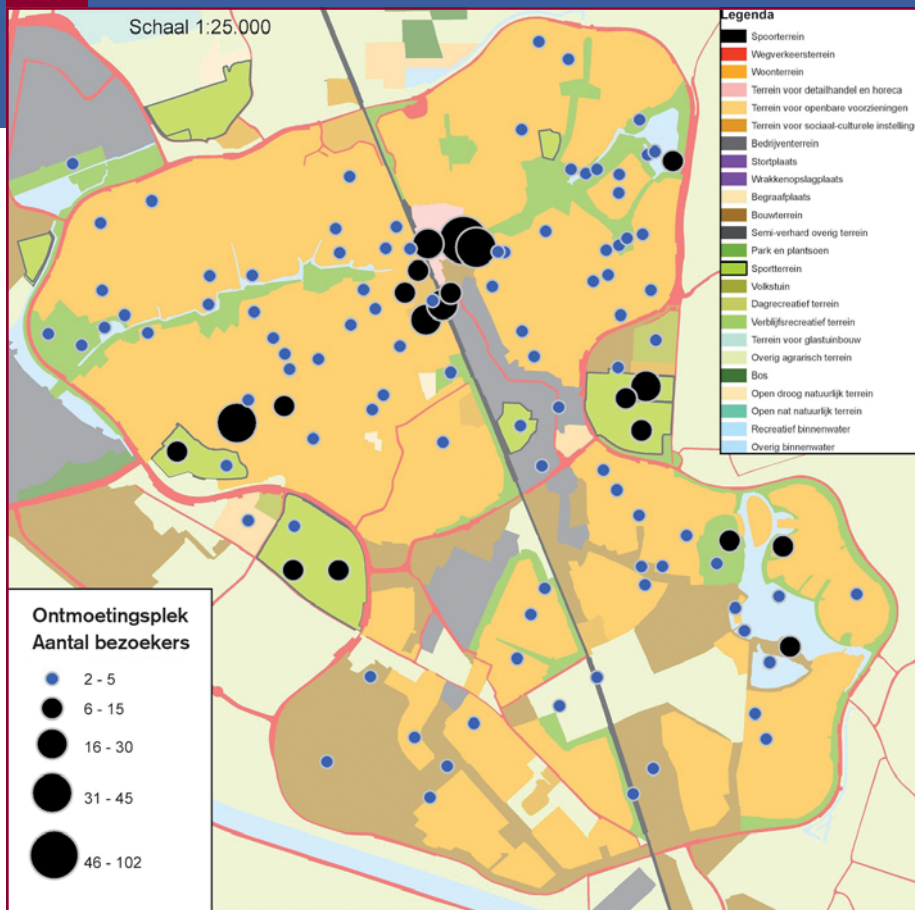 Schaal 1:25.000
Legenda
Spoorterrein
Wegverkeersterrein
Woonterrein
Terrein voor detailhandel en horeca
Terrein voor openbare voorzieningen
Terrein voor sociaal-culturele instelling
Bedrijventerrein
Stortplaats
Wrakkenopslagplaats
Begraafplaats
Bouwterrein
Semi-verhard overig terrein
Park en plantsoen
Sportterrein
Volkstuin
Dagrecreatief terrein
Verblijfsrecreatief terrein
Terrein voor glastuinbouw
Overig agrarisch terrein
Bos
Open droog natuurlijk terrein
Open nat natuurlijk terrein
Recreatief binnenwater
Overig binnenwater
Ontmoetingsplek
Aantal bezoekers
2 - 5
6 - 15
16 - 30
31 - 45
46 - 102